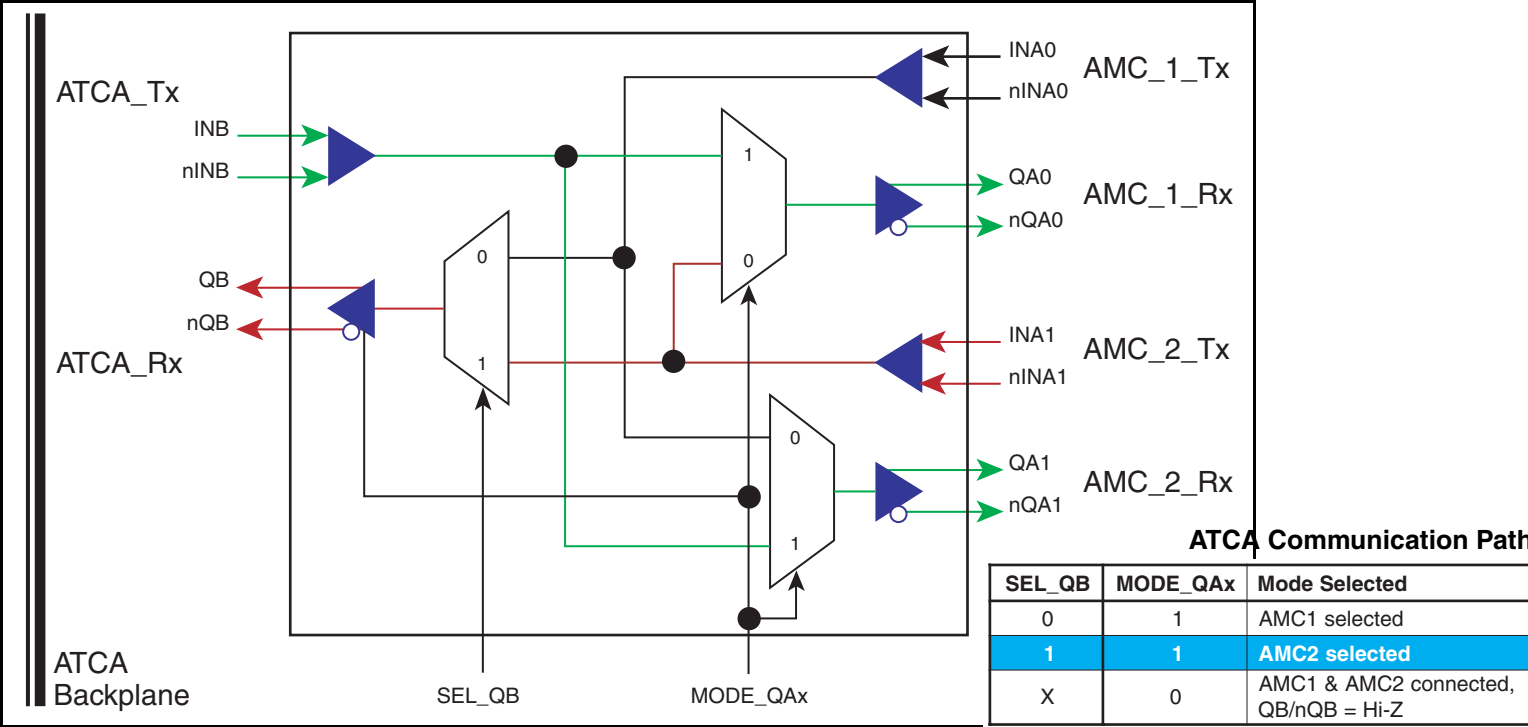 ATCA_Tx
INB
nINB
QB
nQB
ATCA_Rx
ATCA
Backplane
0
1
1
0
0
1
INA0
nINA0
AMC_1_Tx
QA0
nQA0
AMC_1_Rx
INA1
nINA1
AMC_2_Tx
QA1
nQA1
AMC_2_Rx
SEL_QB
MODE_QAx
ATCA Communication Path
SEL_QB MODE_QAx Mode Selected
0 1 AMC1 selected
1 1 AMC2 selected
X 0 AMC1 & AMC2 connected,
QB/nQB = Hi-Z